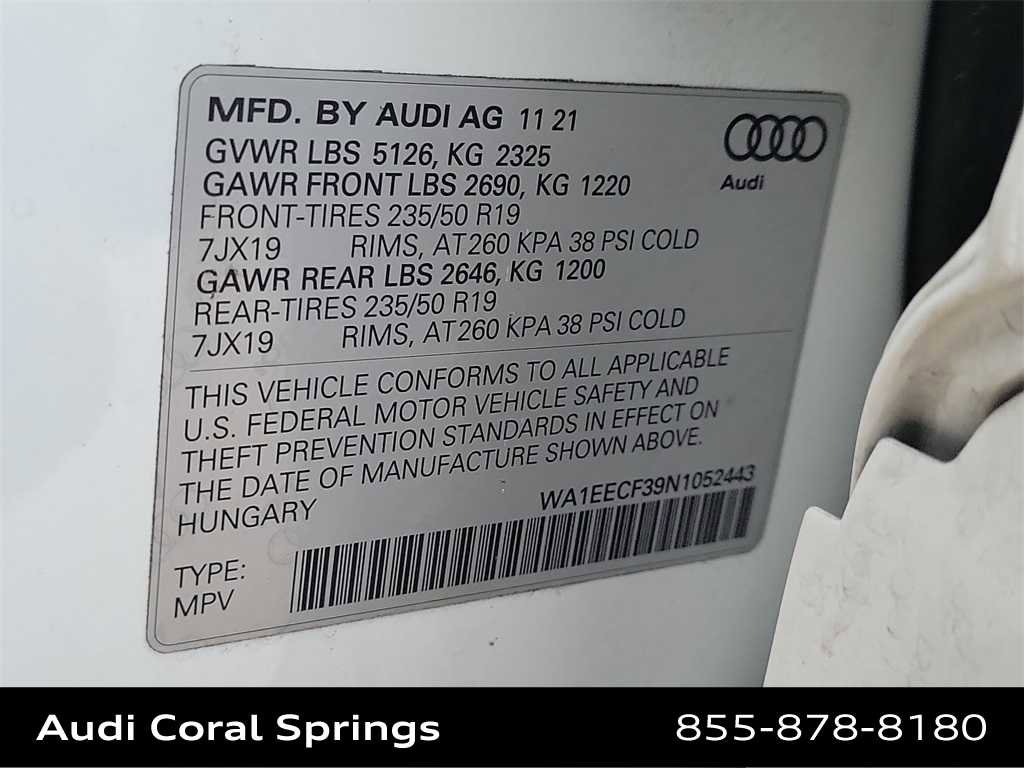 MFD. BY AUDI AG 11 21
GVWR LBS 5126, KG 2325
GAWR FRONT LBS 2690, KG 1220
FRONT-TIRES 235/50 R19
7JX19 RIMS, AT 260 KPA 38 PSI COLD
GAWR REAR LBS 2646, KG 1200
REAR-TIRES 235/50 R19
7JX19 RIMS, AT 260 KPA 38 PSI COLD
Audi
THIS VEHICLE CONFORMS TO ALL APPLICABLE
U.S. FEDERAL MOTOR VEHICLE SAFETY AND
THEFT PREVENTION STANDARDS IN EFFECT ON
THE DATE OF MANUFACTURE SHOWN ABOVE.
HUNGARY WA1EECF39N1052443
TYPE:
MPV
Audi Coral Springs 855-878-8180